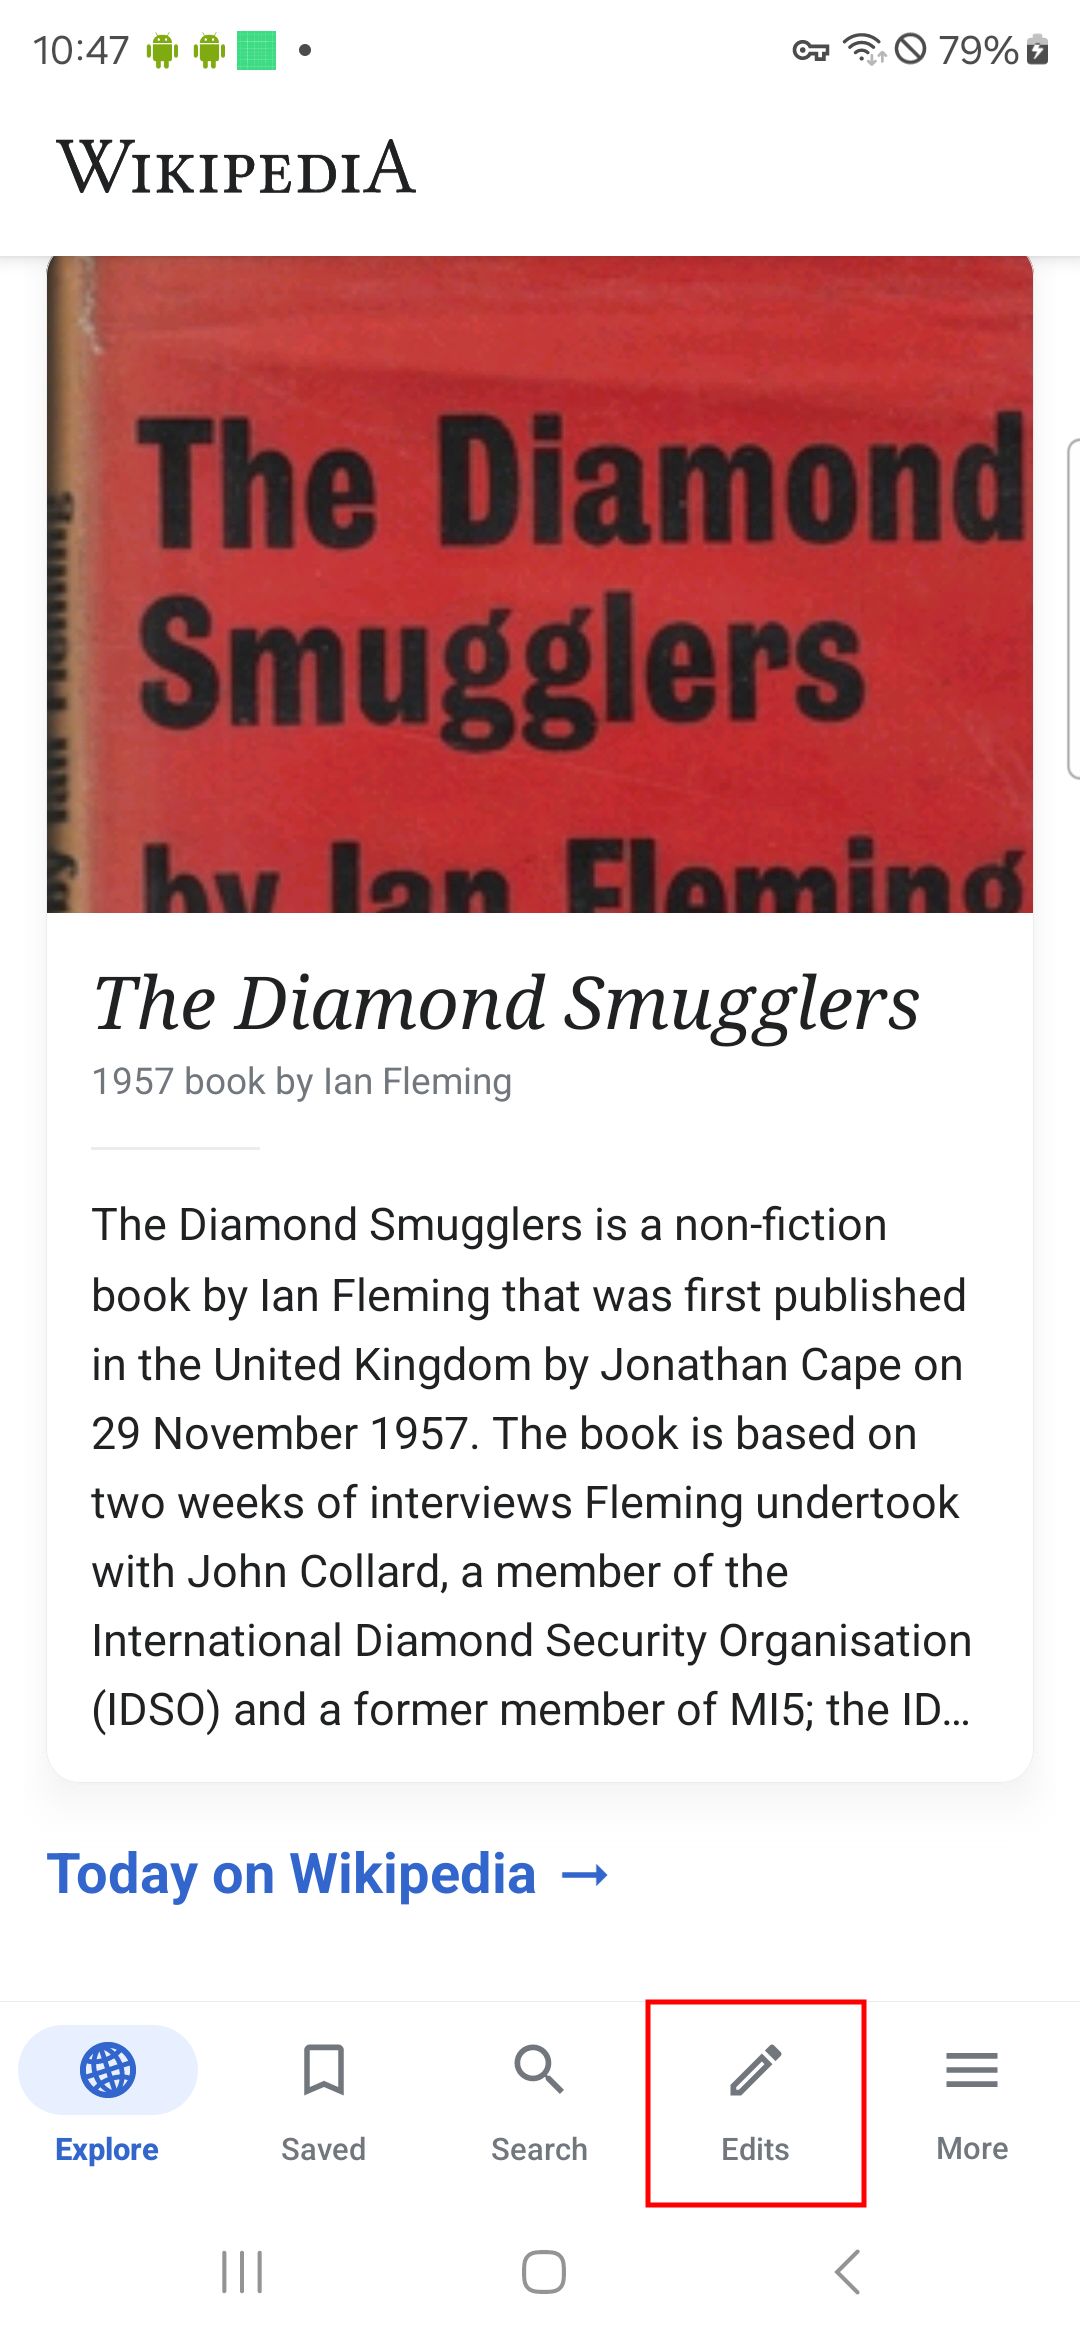 10:47
79%
WIKIPEDIA
The Diamond
Smugglers
by Ian Fleming
The Diamond Smugglers
1957 book by Ian Fleming
The Diamond Smugglers is a non-fiction
book by Ian Fleming that was first published
in the United Kingdom by Jonathan Cape on
29 November 1957. The book is based on
two weeks of interviews Fleming undertook
with John Collard, a member of the
International Diamond Security Organisation
(IDSO) and a former member of MI5; the ID…
Today on Wikipedia →
Explore
Saved
Search
Edits
More